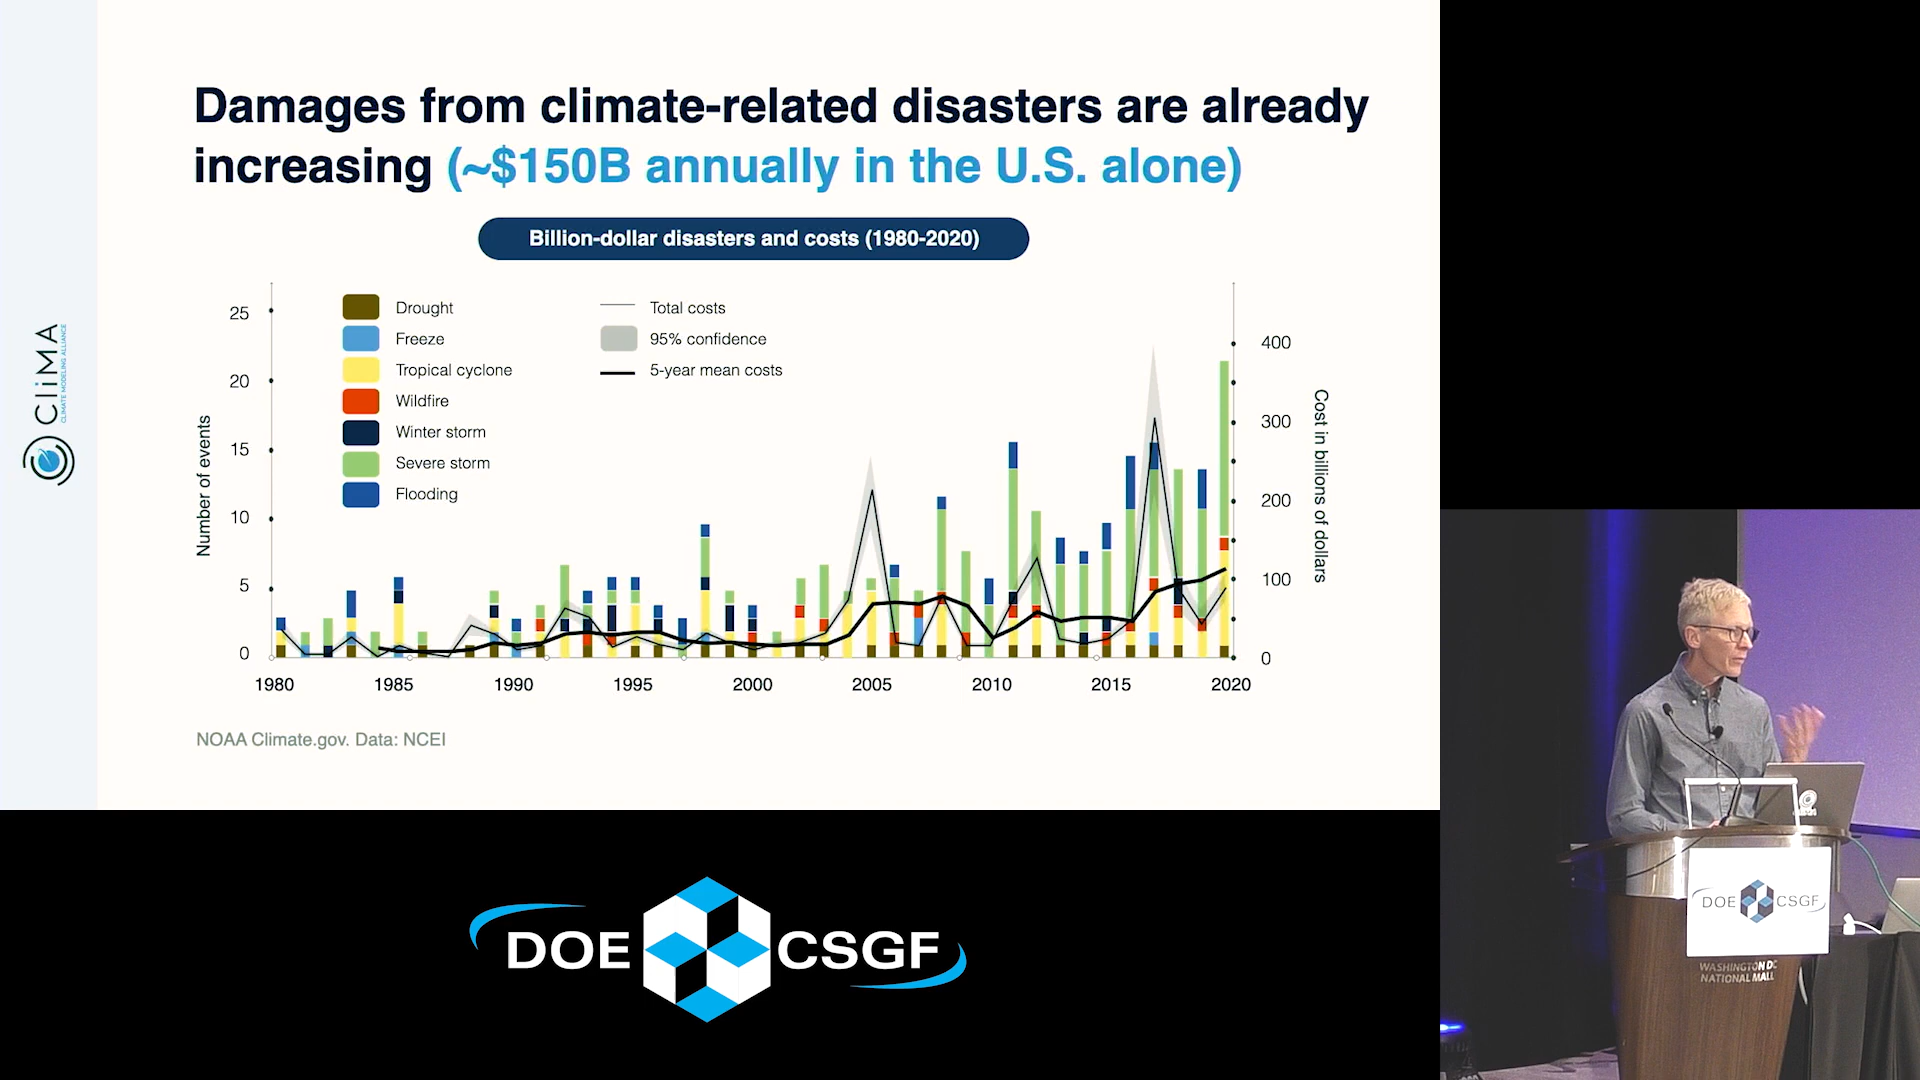 Damages from climate-related disasters are already
increasing (~$150B annually in the U.S. alone)
Billion-dollar disasters and costs (1980-2020)
CLiMA
CLIMATE MODELING ALLIANCE
Number of events
25
20
15
10
5
0
Drought
Freeze
Tropical cyclone
Wildfire
Winter storm
Severe storm
Flooding
Total costs
95% confidence
5-year mean costs
400
300
200
100
0
Cost in billions of dollars
1980 1985 1990 1995 2000 2005 2010 2015 2020
NOAA Climate.gov. Data: NCEI
DOE CSGF
DOE CSGF
WASHINGTON DC
NATIONAL MALL